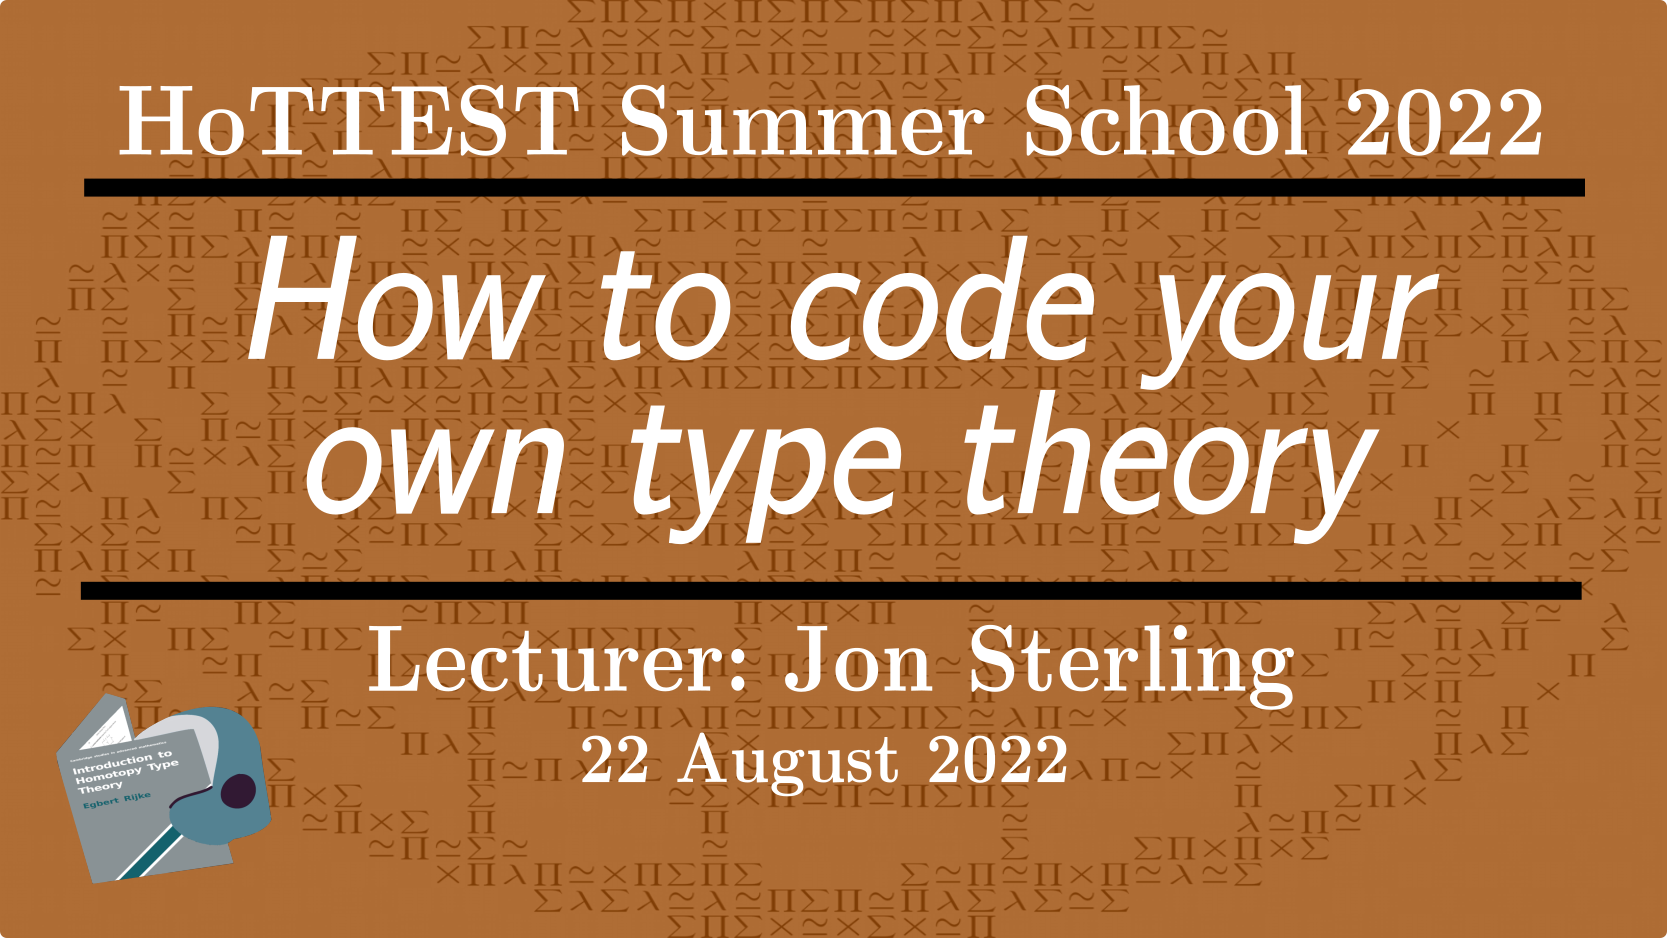 HoTTEST Summer School 2022
How to code your
own type theory
Lecturer: Jon Sterling
22 August 2022
Introduction to
Homotopy Type
Theory
Egbert Rijke